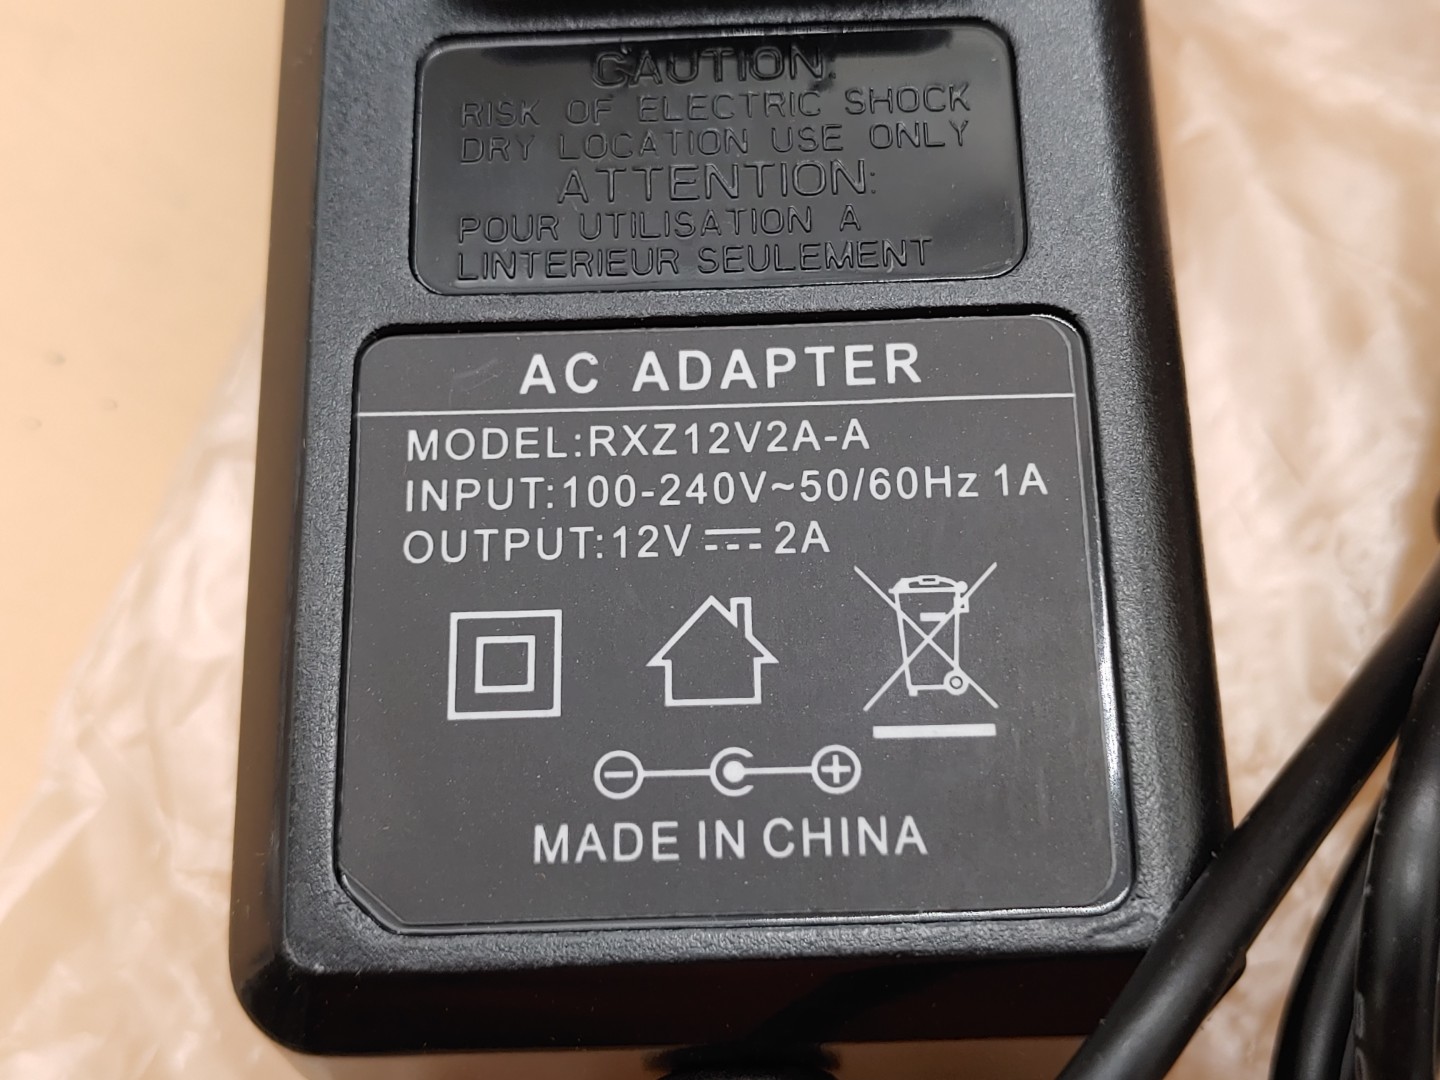 CAUTION:
RISK OF ELECTRIC SHOCK
DRY LOCATION USE ONLY
ATTENTION:
POUR UTILISATION A
LINTERIEUR SEULEMENT
AC ADAPTER
MODEL:RXZ12V2A-A
INPUT:100-240V~50/60Hz 1A
OUTPUT:12V⎓2A
MADE IN CHINA